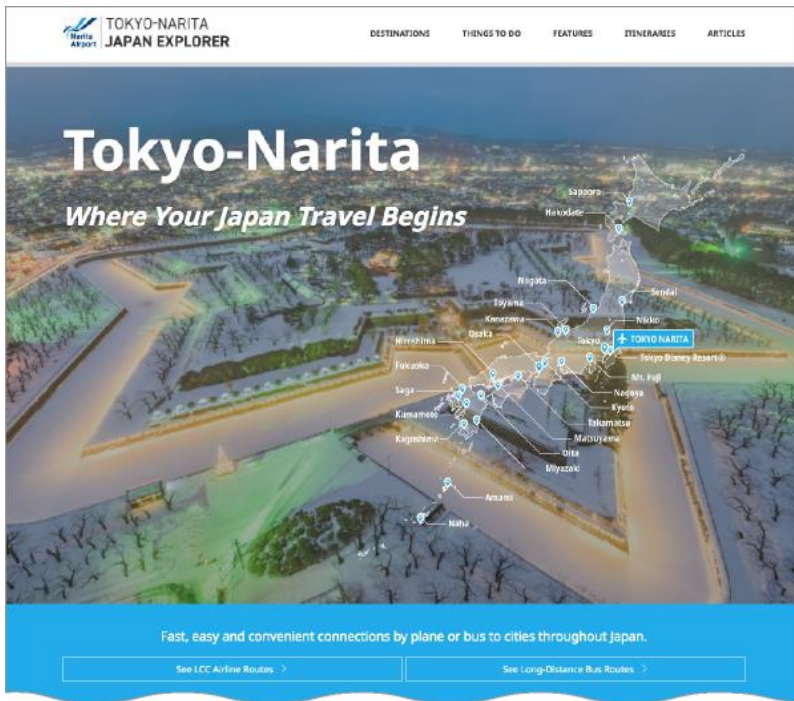 Narita
Airport
TOKYO-NARITA
JAPAN EXPLORER
DESTINATIONS
THINGS TO DO
FEATURES
ITINERARIES
ARTICLES
Tokyo-Narita
Where Your Japan Travel Begins
Sapporo
Hakodate
Niigata
Sendai
Toyama
Kanazawa
Nikko
Hiroshima
Osaka
Tokyo
TOKYO NARITA
Tokyo Disney Resort®
Fukuoka
Mt. Fuji
Saga
Nagoya
Kyoto
Kumamoto
Takamatsu
Kagoshima
Matsuyama
Oita
Miyazaki
Amami
Naha
Fast, easy and convenient connections by plane or bus to cities throughout Japan.
See LCC Airline Routes
See Long-Distance Bus Routes